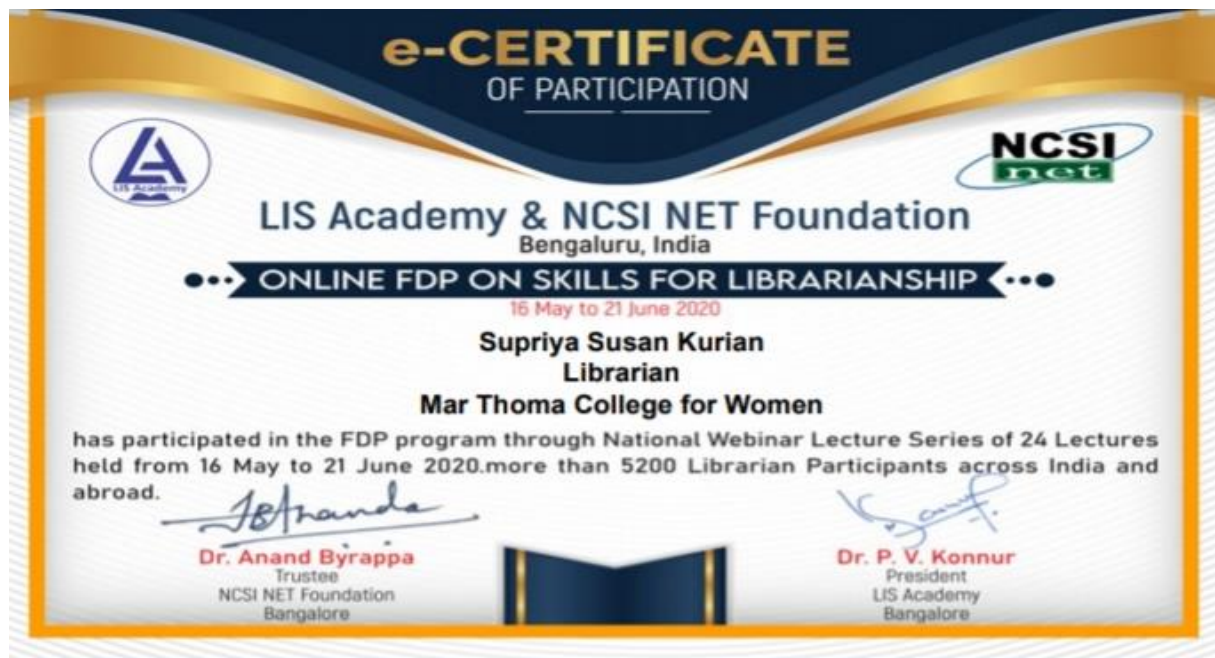 e-CERTIFICATE
OF PARTICIPATION
LIS Academy
NCSI
net
LIS Academy & NCSI NET Foundation
Bengaluru, India
ONLINE FDP ON SKILLS FOR LIBRARIANSHIP
16 May to 21 June 2020
Supriya Susan Kurian
Librarian
Mar Thoma College for Women
has participated in the FDP program through National Webinar Lecture Series of 24 Lectures
held from 16 May to 21 June 2020.more than 5200 Librarian Participants across India and
abroad.
Dr. Anand Byrappa
Trustee
NCSI NET Foundation
Bangalore
Dr. P. V. Konnur
President
LIS Academy
Bangalore